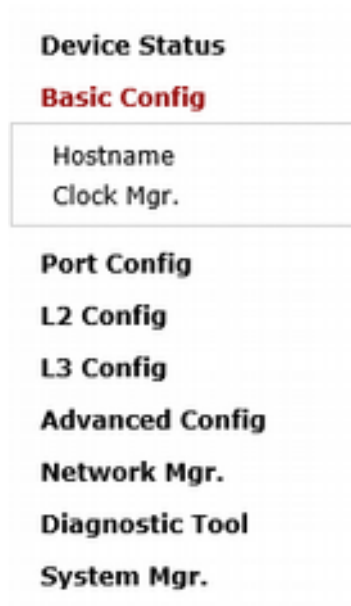 Device Status
Basic Config
Hostname
Clock Mgr.
Port Config
L2 Config
L3 Config
Advanced Config
Network Mgr.
Diagnostic Tool
System Mgr.